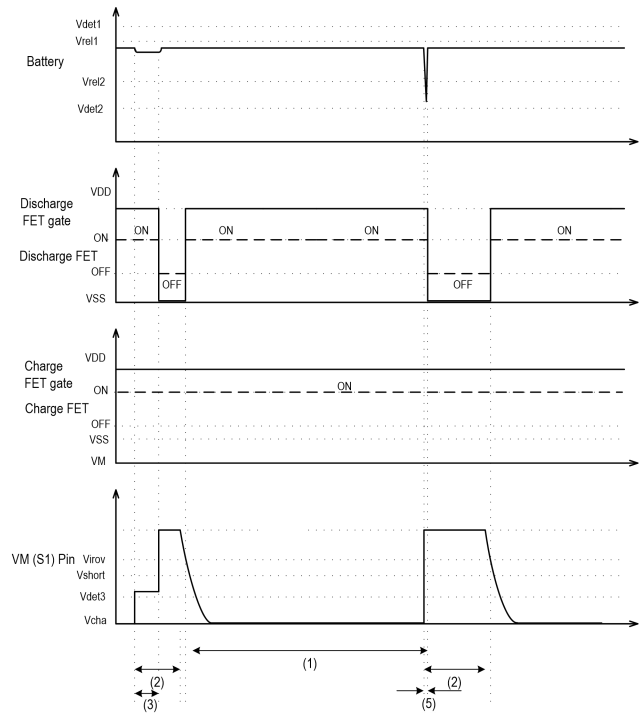 Vdet1
Vrel1
Battery
Vrel2
Vdet2
VDD
Discharge
FET gate
ON
ON
ON
ON
ON
Discharge FET
OFF
OFF
OFF
VSS
VDD
Charge
FET gate
ON
ON
Charge FET
OFF
VSS
VM
VM (S1) Pin
Virov
Vshort
Vdet3
Vcha
(1)
(2)
(2)
(3)
(5)